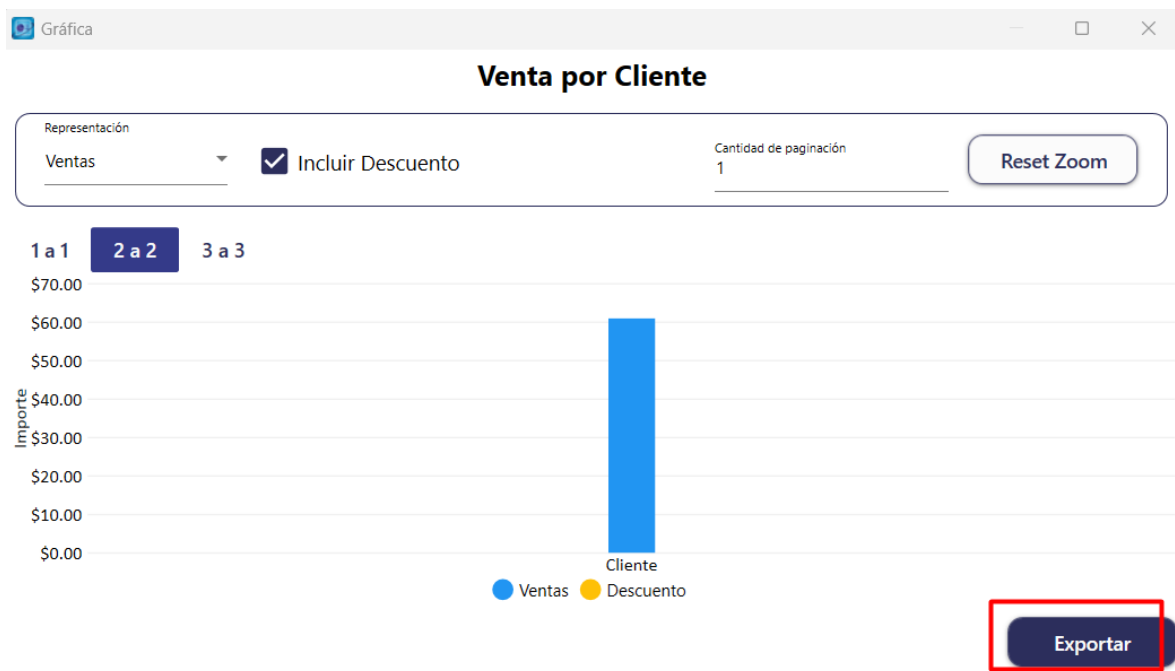 Gráfica
Venta por Cliente
Representación
Ventas
Incluir Descuento
Cantidad de paginación
1
Reset Zoom
1 a 1 2 a 2 3 a 3
$70.00
$60.00
$50.00
$40.00
$30.00
$20.00
$10.00
$0.00
Importe
Cliente
Ventas Descuento
Exportar